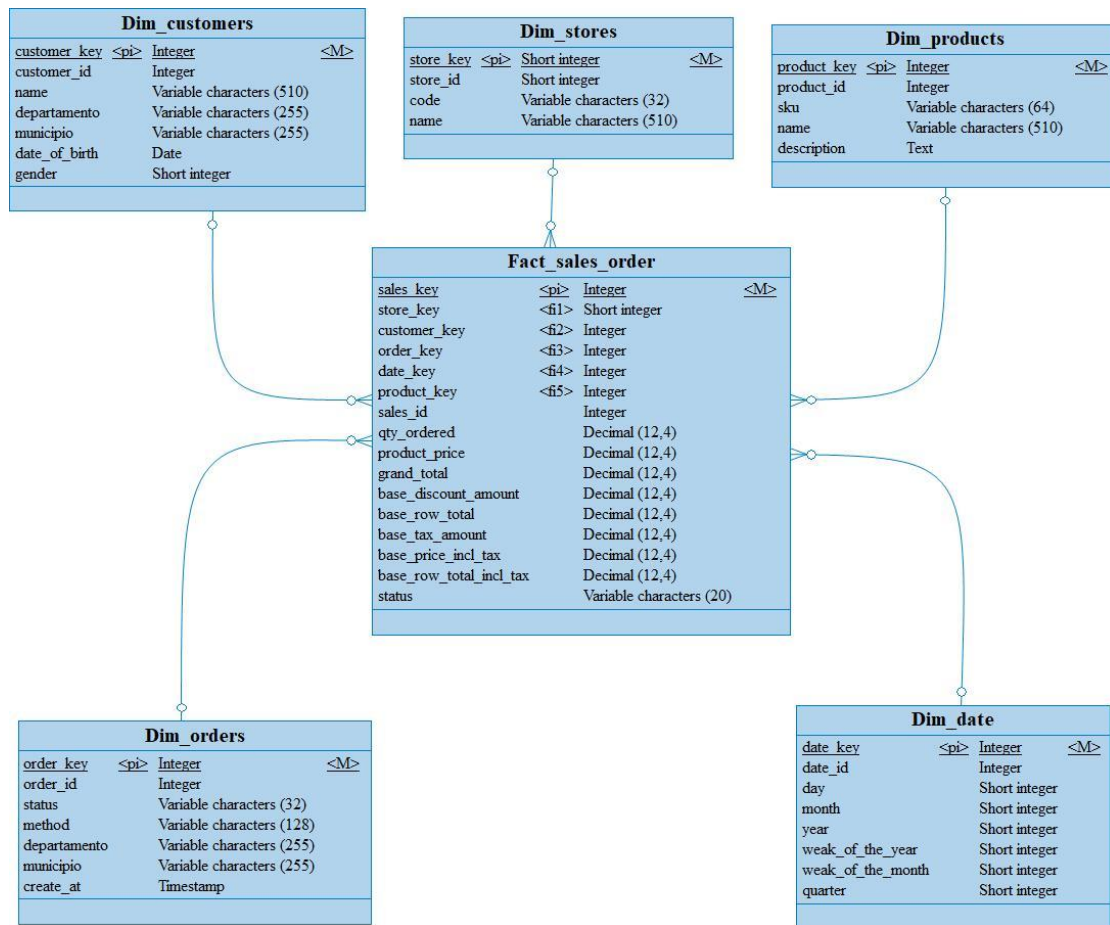 Dim_customers
customer_key <pi> Integer <M>
customer_id Integer
name Variable characters (510)
departamento Variable characters (255)
municipio Variable characters (255)
date_of_birth Date
gender Short integer
Dim_stores
store_key <pi> Short integer <M>
store_id Short integer
code Variable characters (32)
name Variable characters (510)
Dim_products
product_key <pi> Integer <M>
product_id Integer
sku Variable characters (64)
name Variable characters (510)
description Text
Fact_sales_order
sales_key <pi> Integer <M>
store_key <fi1> Short integer
customer_key <fi2> Integer
order_key <fi3> Integer
date_key <fi4> Integer
product_key <fi5> Integer
sales_id Integer
qty_ordered Decimal (12,4)
product_price Decimal (12,4)
grand_total Decimal (12,4)
base_discount_amount Decimal (12,4)
base_row_total Decimal (12,4)
base_tax_amount Decimal (12,4)
base_price_incl_tax Decimal (12,4)
base_row_total_incl_tax Decimal (12,4)
status Variable characters (20)
Dim_orders
order_key <pi> Integer <M>
order_id Integer
status Variable characters (32)
method Variable characters (128)
departamento Variable characters (255)
municipio Variable characters (255)
create_at Timestamp
Dim_date
date_key <pi> Integer <M>
date_id Integer
day Short integer
month Short integer
year Short integer
weak_of_the_year Short integer
weak_of_the_month Short integer
quarter Short integer